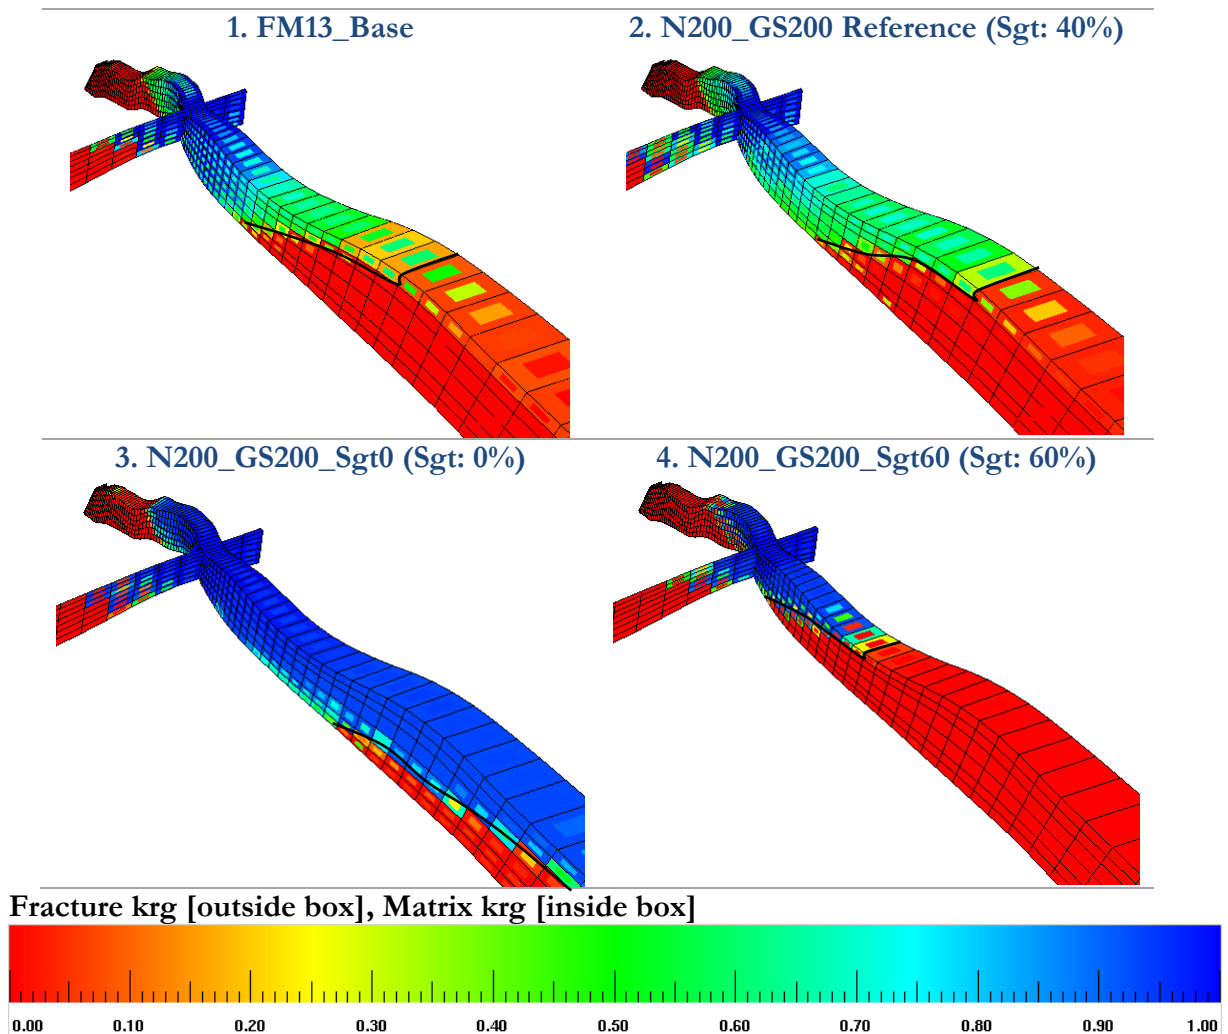 1. FM13_Base
2. N200_GS200 Reference (Sgt: 40%)
3. N200_GS200_Sgt0 (Sgt: 0%)
4. N200_GS200_Sgt60 (Sgt: 60%)
Fracture krg [outside box], Matrix krg [inside box]
0.00 0.10 0.20 0.30 0.40 0.50 0.60 0.70 0.80 0.90 1.00